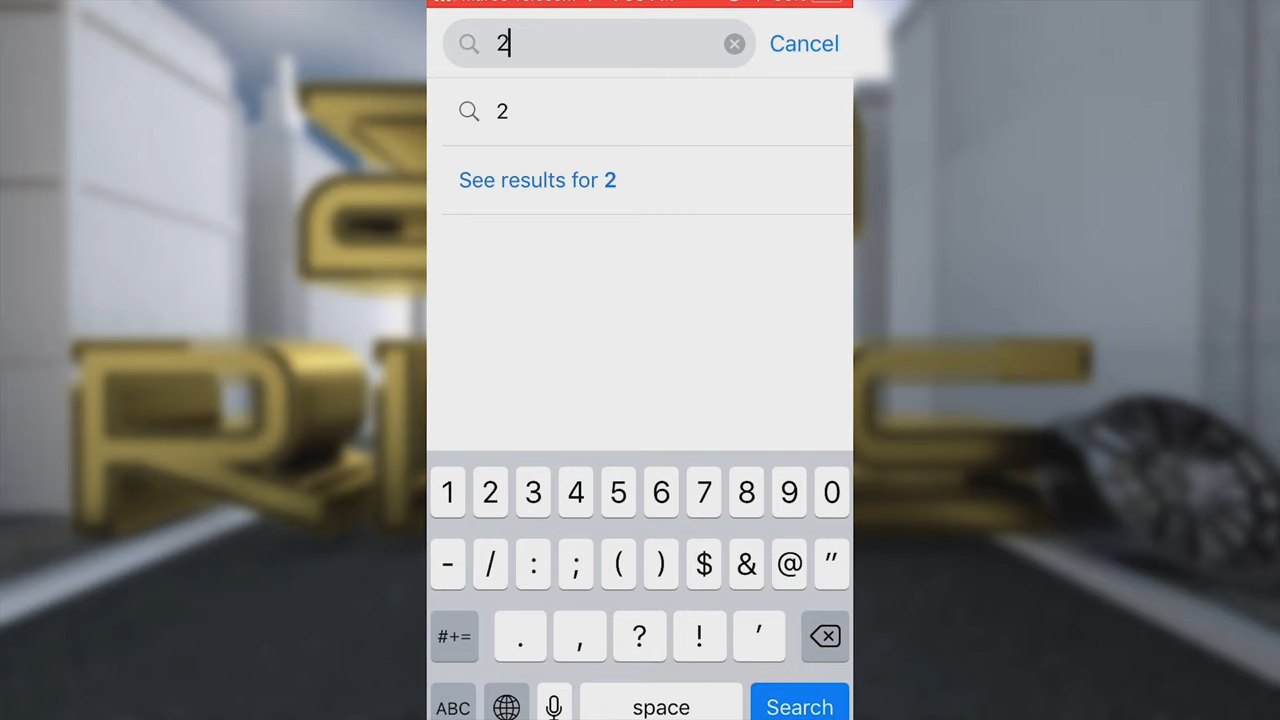 2
Cancel
2
See results for 2
1 2 3 4 5 6 7 8 9 0
- / : ; ( ) $ & @ "
#+= . , ? ! '
ABC space Search